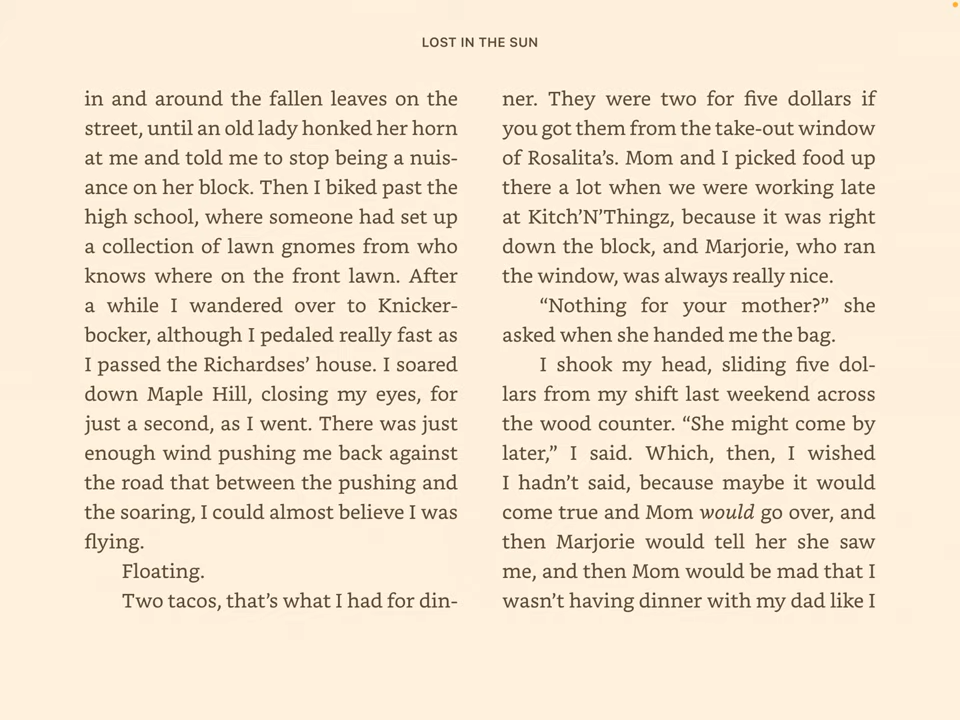 LOST IN THE SUN
in and around the fallen leaves on the
street, until an old lady honked her horn
at me and told me to stop being a nuis-
ance on her block. Then I biked past the
high school, where someone had set up
a collection of lawn gnomes from who
knows where on the front lawn. After
a while I wandered over to Knicker-
bocker, although I pedaled really fast as
I passed the Richardses’ house. I soared
down Maple Hill, closing my eyes, for
just a second, as I went. There was just
enough wind pushing me back against
the road that between the pushing and
the soaring, I could almost believe I was
flying.
Floating.
Two tacos, that’s what I had for din-
ner. They were two for five dollars if
you got them from the take-out window
of Rosalita’s. Mom and I picked food up
there a lot when we were working late
at Kitch’N’Thingz, because it was right
down the block, and Marjorie, who ran
the window, was always really nice.
“Nothing for your mother?” she
asked when she handed me the bag.
I shook my head, sliding five dol-
lars from my shift last weekend across
the wood counter. “She might come by
later,” I said. Which, then, I wished
I hadn’t said, because maybe it would
come true and Mom would go over, and
then Marjorie would tell her she saw
me, and then Mom would be mad that I
wasn’t having dinner with my dad like I